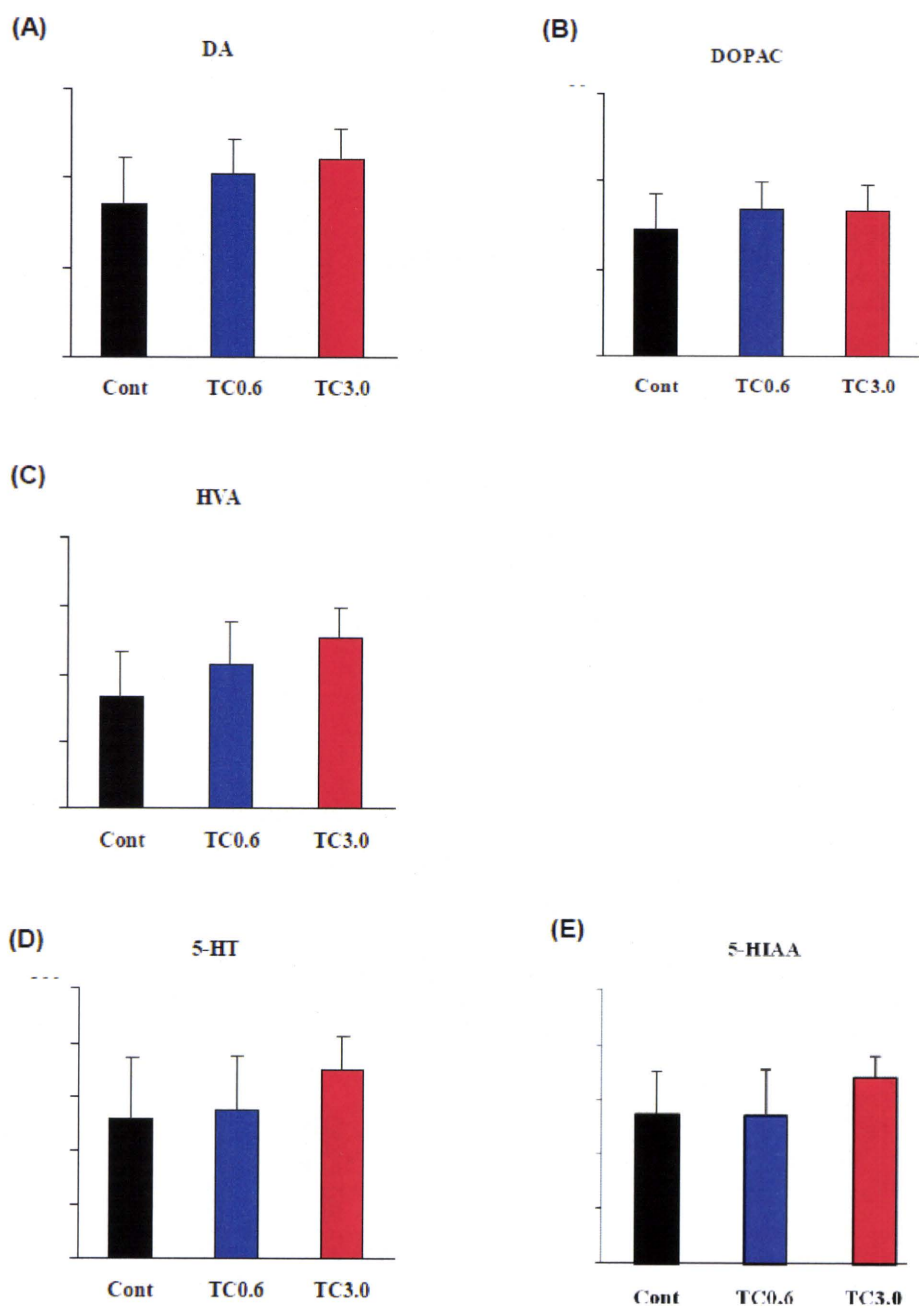 (A)
DA
Cont TC0.6 TC3.0
(B)
DOPAC
Cont TC0.6 TC3.0
(C)
HVA
Cont TC0.6 TC3.0
(D)
5-HT
Cont TC0.6 TC3.0
(E)
5-HIAA
Cont TC0.6 TC3.0